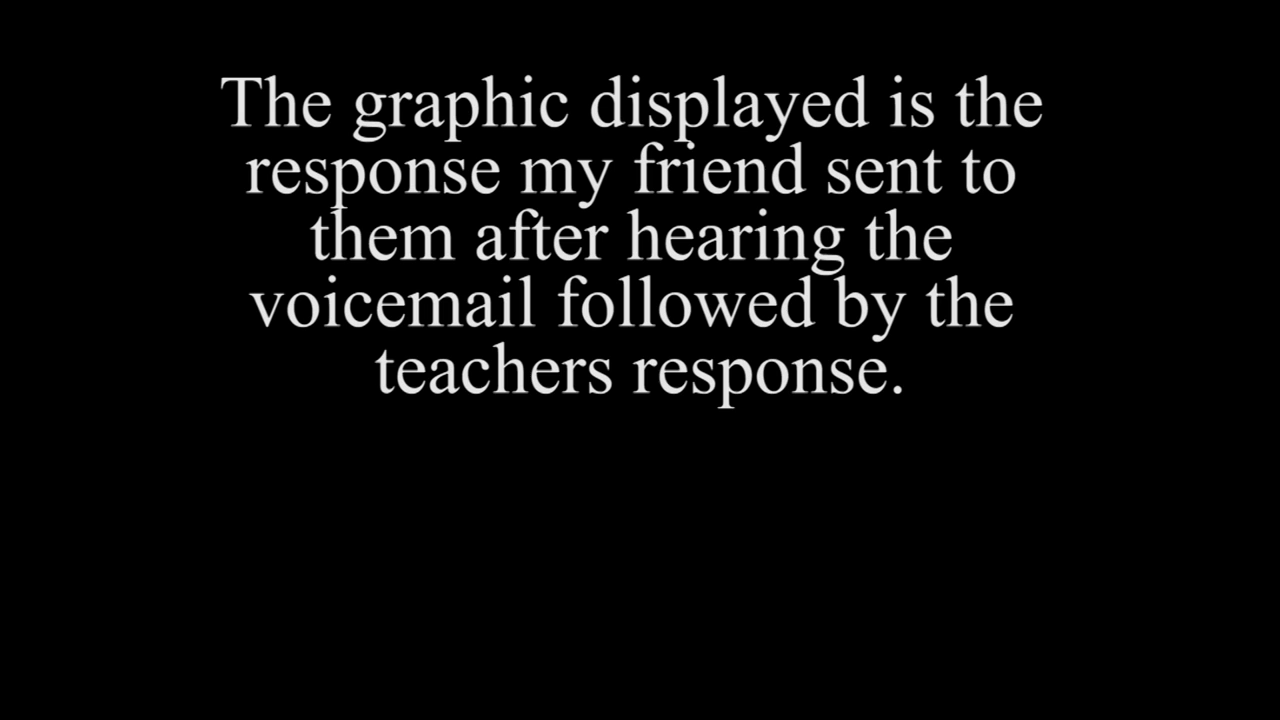 The graphic displayed is the
response my friend sent to
them after hearing the
voicemail followed by the
teachers response.